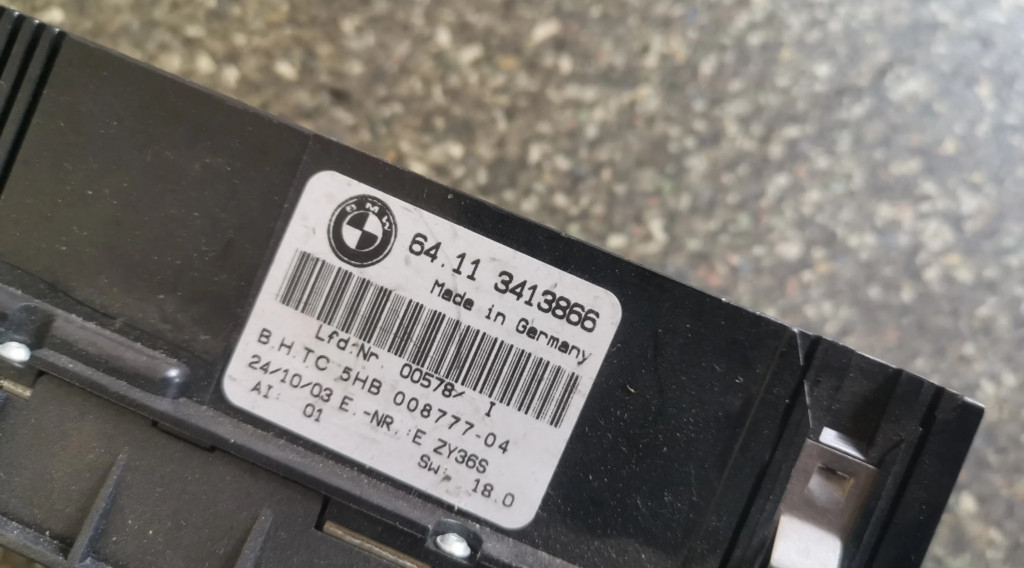 BMW
64.11 3413866
Made in Germany
Lfd.Nr. 00578/ I
B.H.TC 5HB 008777-04
24/10/03 E.-NR.:E ZY36S
AI: 01 SW: 18.0